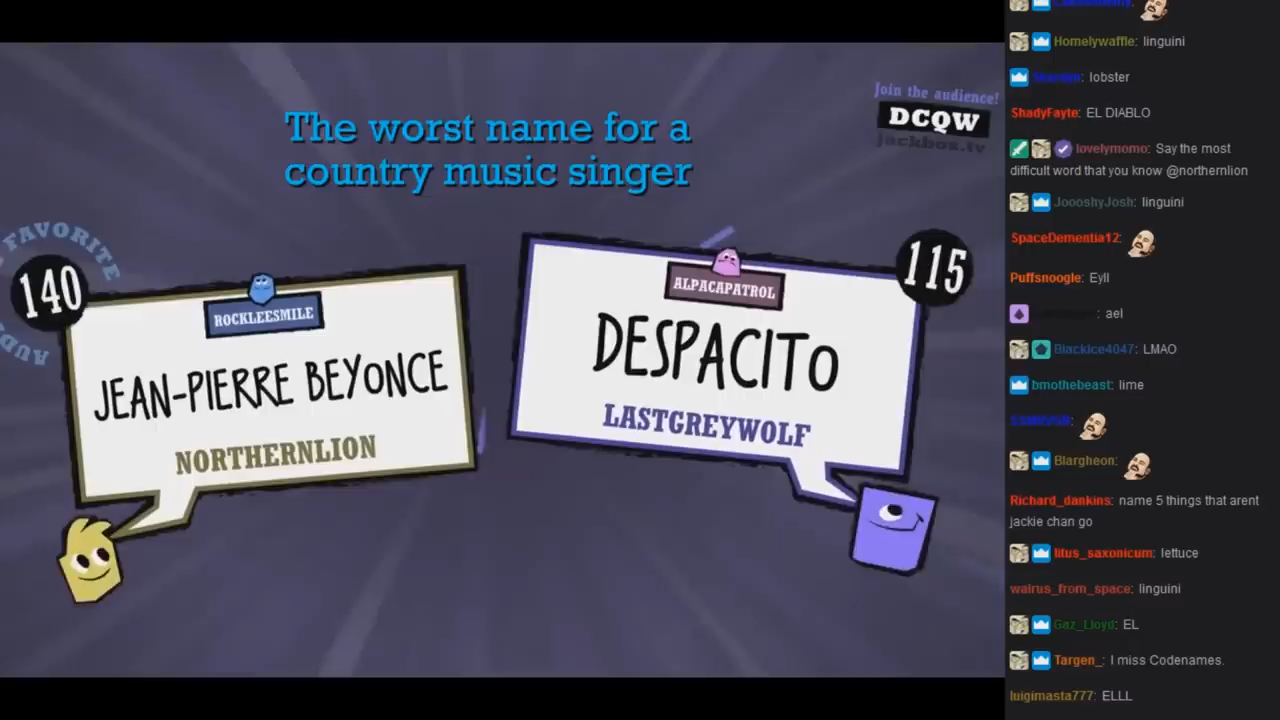 The worst name for a
country music singer
Join the audience!
DCQW
jackbox.tv
FAVORITE
140
ROCKLEESMILE
JEAN-PIERRE BEYONCE
NORTHERNLION
115
ALPACAPATROL
DESPACITO
LASTGREYWOLF
Homelywaffle: linguini
: lobster
ShadyFayte: EL DIABLO
lovelymomo: Say the most
difficult word that you know @northernlion
JoooshyJosh: linguini
SpaceDementia12:
Puffsnoogle: Eyll
: ael
BlackIce4047: LMAO
bmothebeast: lime
Blargheon:
Richard_dankins: name 5 things that arent
jackie chan go
litus_saxonicum: lettuce
walrus_from_space: linguini
Gaz_Lloyd: EL
Targen_: I miss Codenames.
luigimasta777: ELLL